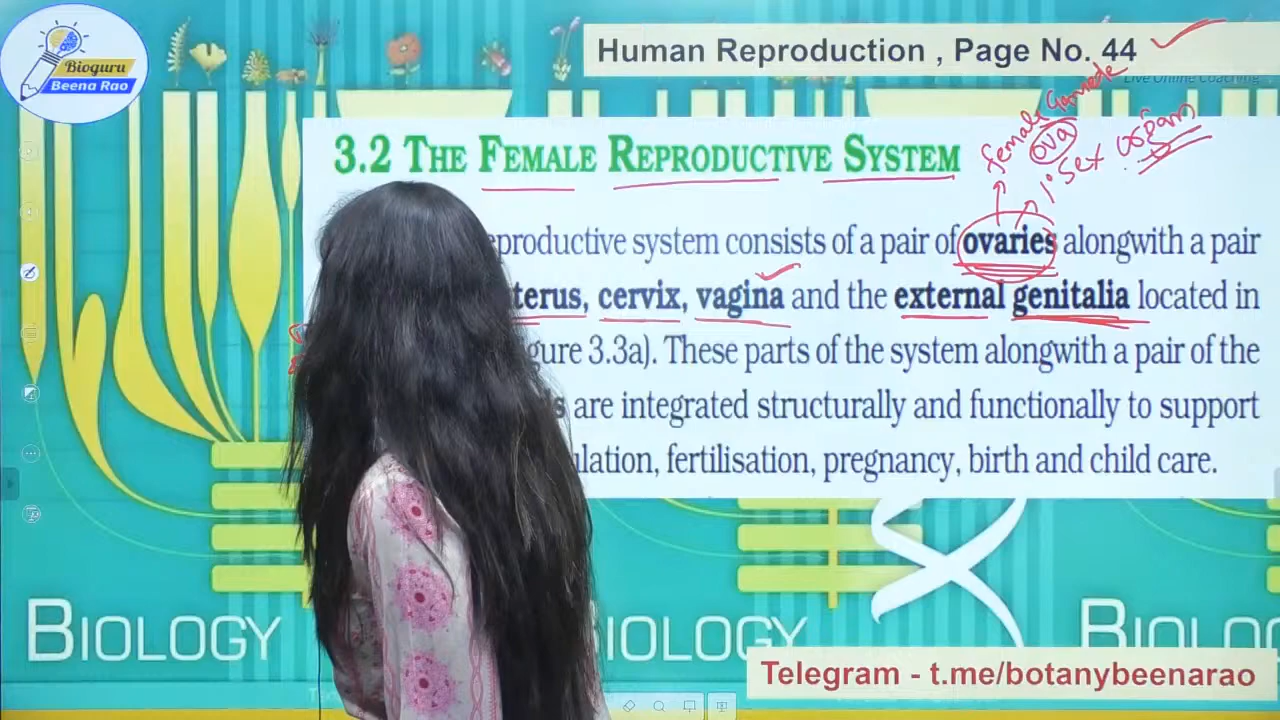 Bioguru
Beena Rao
Human Reproduction , Page No. 44
Live Online Coaching
female Gamete
ova
1° sex organ
3.2 THE FEMALE REPRODUCTIVE SYSTEM
eproductive system consists of a pair of ovaries alongwith a pair
terus, cervix, vagina and the external genitalia located in
gure 3.3a). These parts of the system alongwith a pair of the
s are integrated structurally and functionally to support
ulation, fertilisation, pregnancy, birth and child care.
BIOLOGY
IOLOGY
BIOLO
Telegram - t.me/botanybeenarao